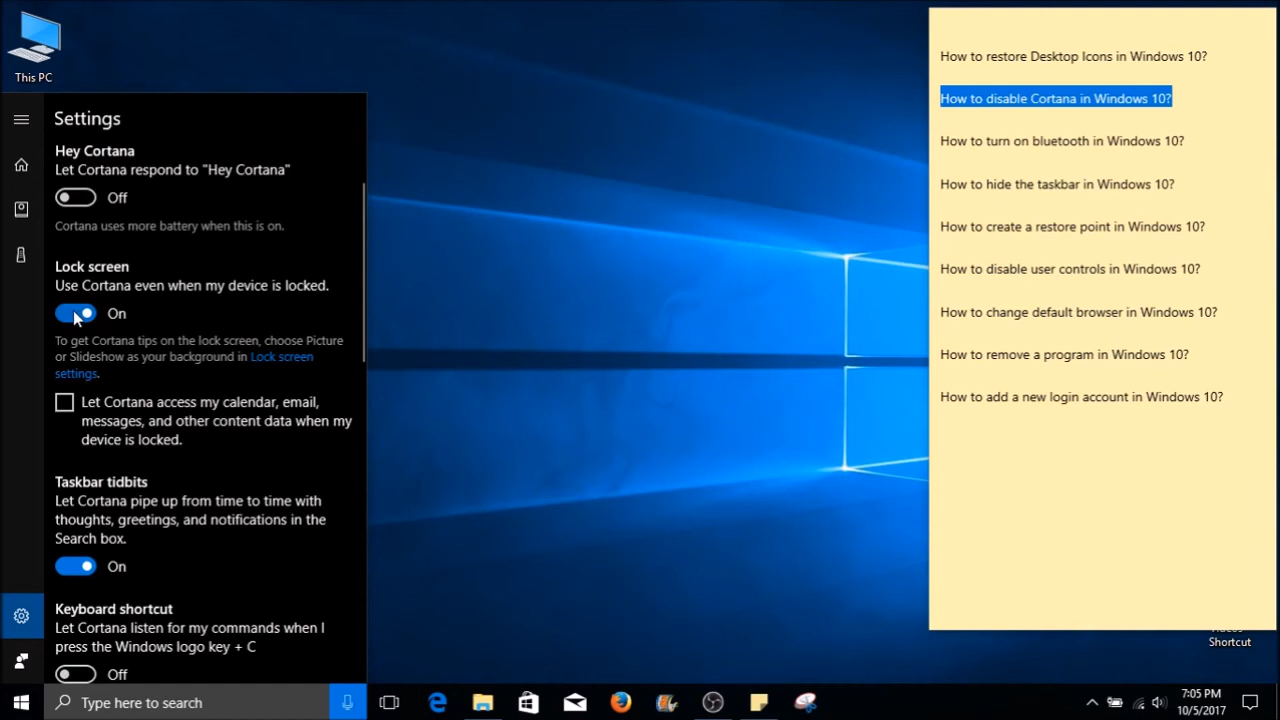 This PC
Settings
Hey Cortana
Let Cortana respond to "Hey Cortana"
Off
Cortana uses more battery when this is on.
Lock screen
Use Cortana even when my device is locked.
On
To get Cortana tips on the lock screen, choose Picture
or Slideshow as your background in Lock screen
settings.
Let Cortana access my calendar, email,
messages, and other content data when my
device is locked.
Taskbar tidbits
Let Cortana pipe up from time to time with
thoughts, greetings, and notifications in the
Search box.
On
Keyboard shortcut
Let Cortana listen for my commands when I
press the Windows logo key + C
Off
Type here to search
How to restore Desktop Icons in Windows 10?
How to disable Cortana in Windows 10?
How to turn on bluetooth in Windows 10?
How to hide the taskbar in Windows 10?
How to create a restore point in Windows 10?
How to disable user controls in Windows 10?
How to change default browser in Windows 10?
How to remove a program in Windows 10?
How to add a new login account in Windows 10?
Shortcut
7:05 PM
10/5/2017